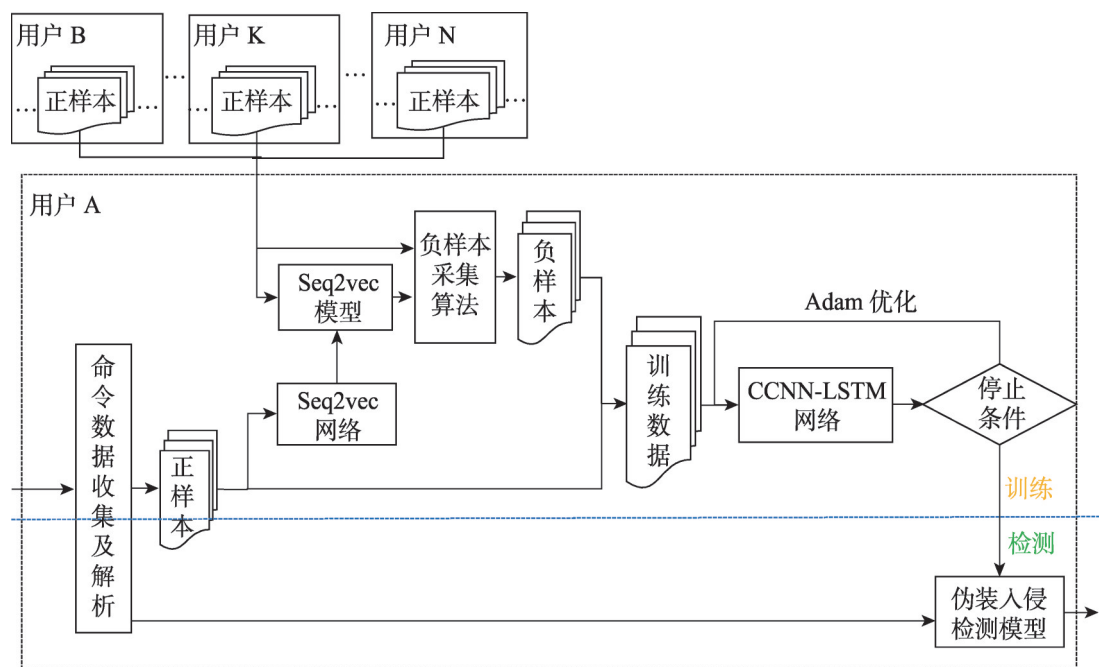 用户 B
用户 K
用户 N
…
…
… 正样本 …
… 正样本 …
… 正样本 …
用户 A
负样本
采集
算法
负样本
Seq2vec
模型
Adam 优化
命令数据收集及解析
Seq2vec
网络
训练数据
CCNN-LSTM
网络
停止
条件
正样本
训练
检测
伪装入侵
检测模型